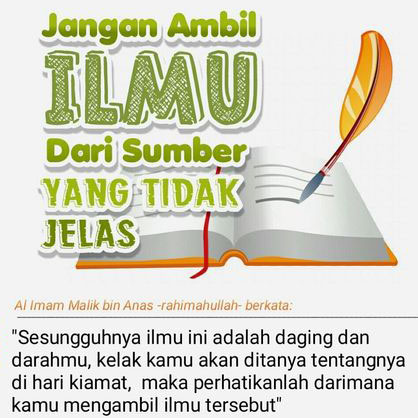 Jangan Ambil
ILMU
Dari Sumber
YANG TIDAK
JELAS
Al Imam Malik bin Anas -rahimahullah- berkata:
"Sesungguhnya ilmu ini adalah daging dan
darahmu, kelak kamu akan ditanya tentangnya
di hari kiamat,  maka perhatikanlah darimana
kamu mengambil ilmu tersebut"